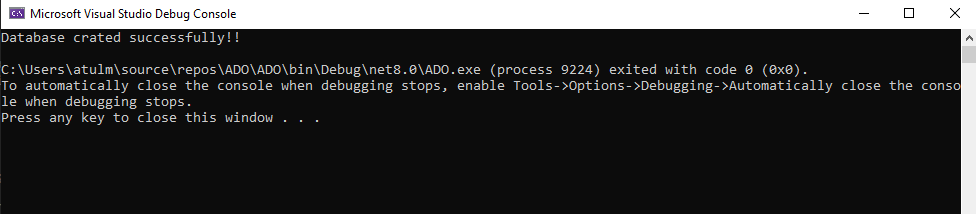 Microsoft Visual Studio Debug Console
Database crated successfully!!
C:\Users\atulm\source\repos\ADO\ADO\bin\Debug\net8.0\ADO.exe (process 9224) exited with code 0 (0x0).
To automatically close the console when debugging stops, enable Tools->Options->Debugging->Automatically close the conso
le when debugging stops.
Press any key to close this window . . .